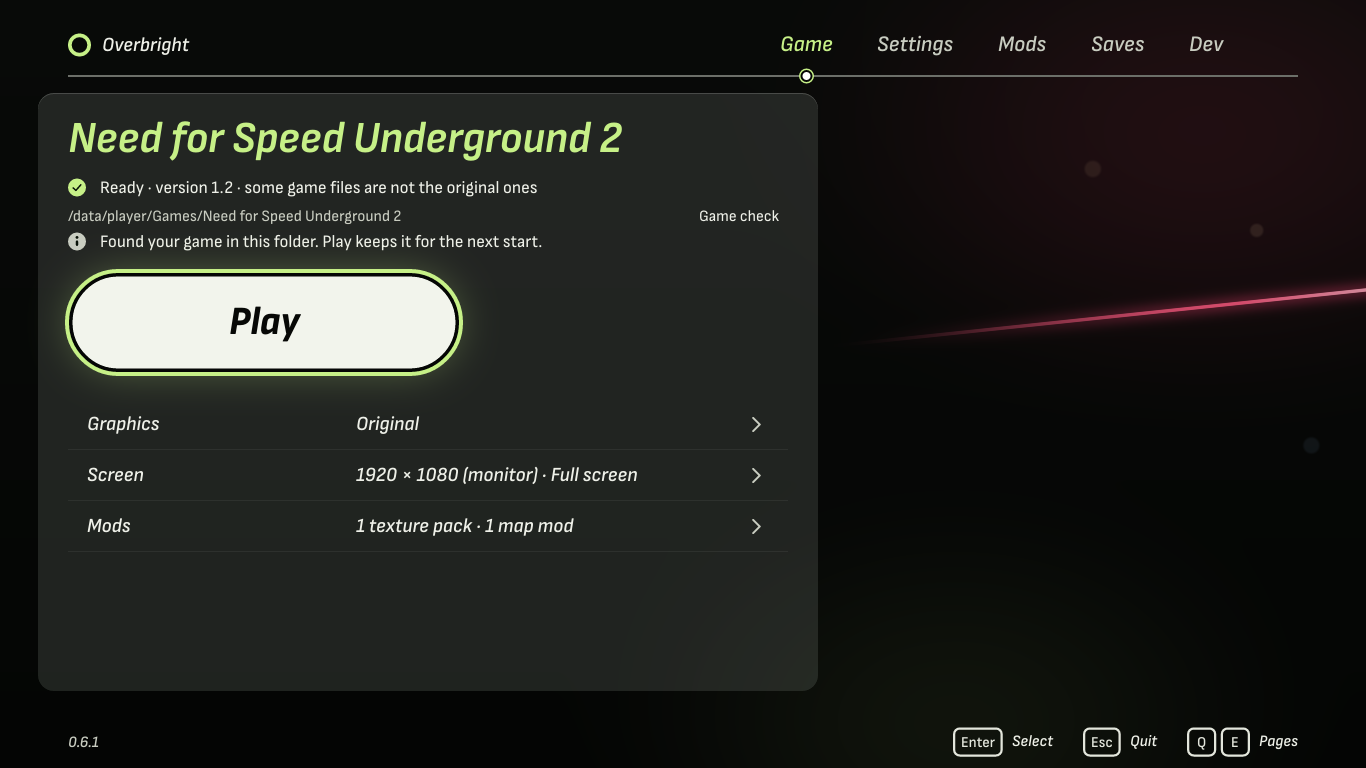 Overbright
Game Settings Mods Saves Dev
Need for Speed Underground 2
Ready · version 1.2 · some game files are not the original ones
/data/player/Games/Need for Speed Underground 2 Game check
Found your game in this folder. Play keeps it for the next start.
Play
Graphics Original
Screen 1920 × 1080 (monitor) · Full screen
Mods 1 texture pack · 1 map mod
0.6.1 Enter Select Esc Quit Q E Pages